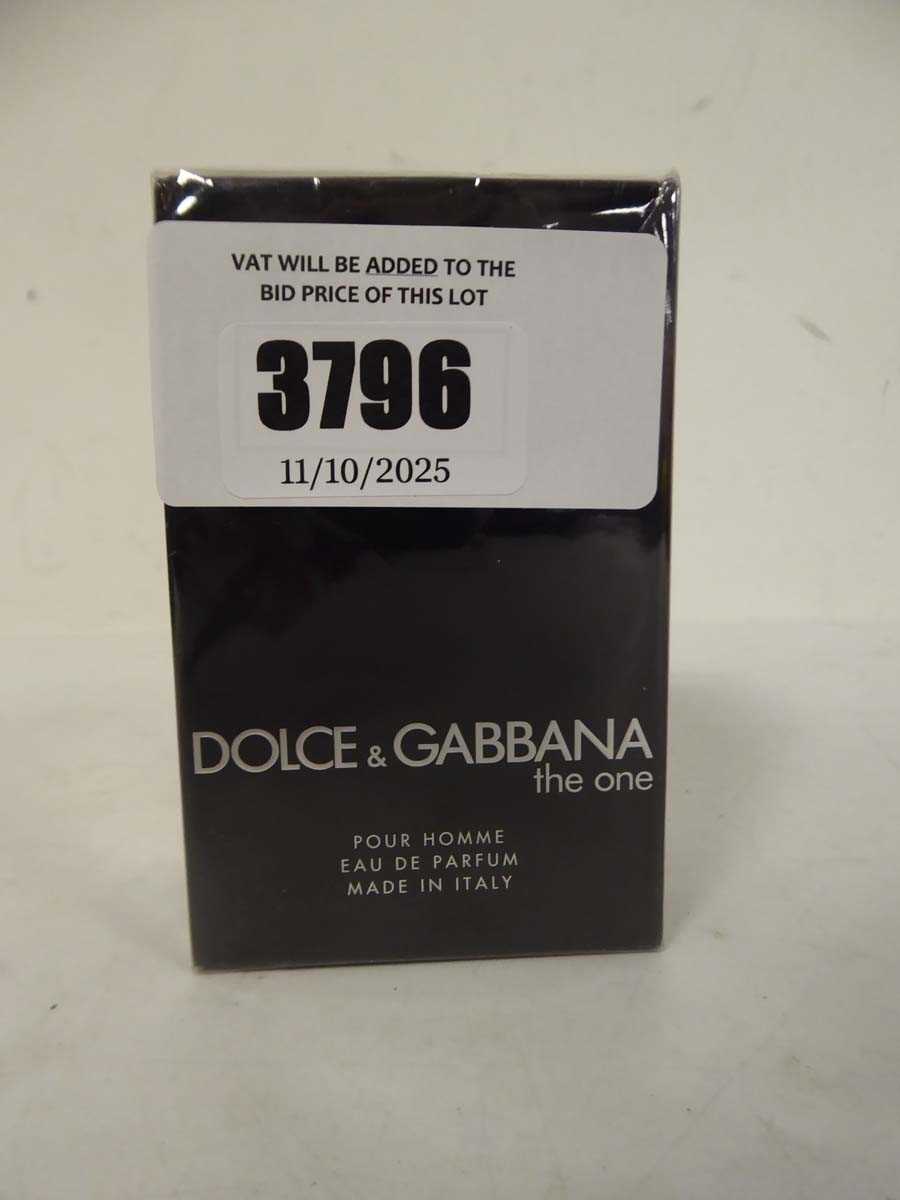 VAT WILL BE ADDED TO THE
BID PRICE OF THIS LOT
3796
11/10/2025
DOLCE & GABBANA
the one
POUR HOMME
EAU DE PARFUM
MADE IN ITALY